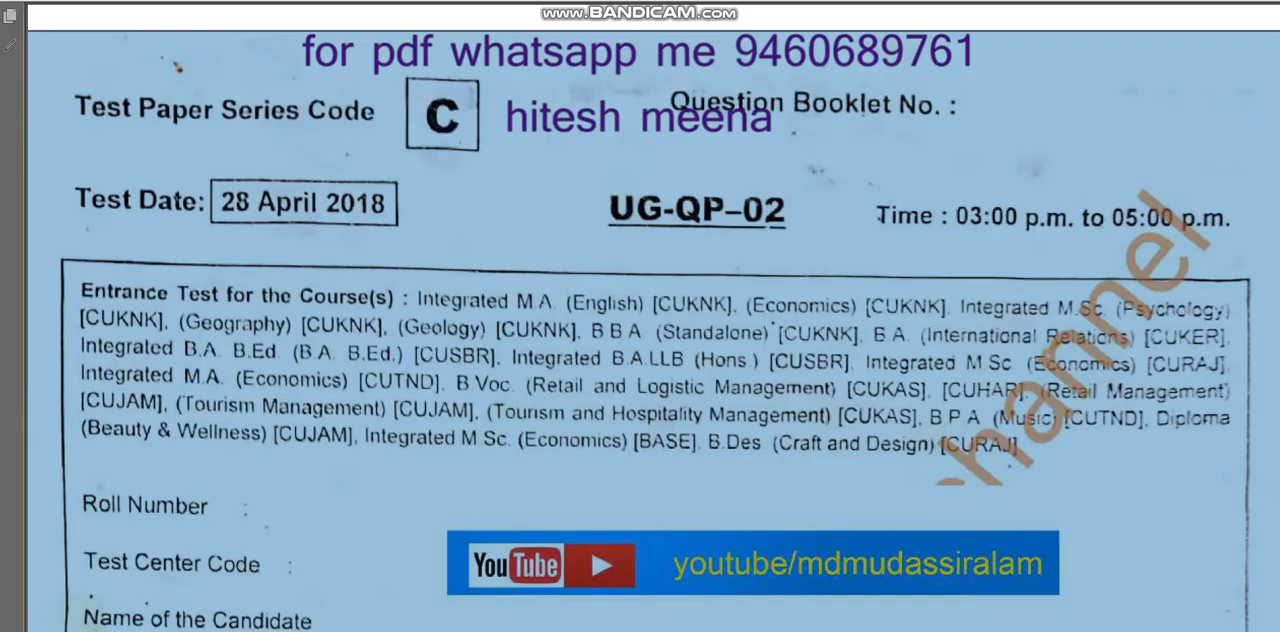 www.BANDICAM.com
for pdf whatsapp me 9460689761
Test Paper Series Code C hitesh meena Question Booklet No. :
Test Date: 28 April 2018 UG-QP–02 Time : 03:00 p.m. to 05:00 p.m.
Entrance Test for the Course(s) : Integrated M.A. (English) [CUKNK], (Economics) [CUKNK], Integrated M.Sc. (Psychology)
[CUKNK], (Geography) [CUKNK], (Geology) [CUKNK], B B A (Standalone) [CUKNK], B.A. (International Relations) [CUKER],
Integrated B.A. B.Ed. (B.A. B.Ed.) [CUSBR], Integrated B.A.LLB (Hons.) [CUSBR], Integrated M Sc (Economics) [CURAJ],
Integrated M.A. (Economics) [CUTND], B.Voc. (Retail and Logistic Management) [CUKAS], [CUHAR], (Retail Management)
[CUJAM], (Tourism Management) [CUJAM], (Tourism and Hospitality Management) [CUKAS], B P A (Music) [CUTND], Diploma
(Beauty & Wellness) [CUJAM], Integrated M.Sc. (Economics) [BASE], B.Des. (Craft and Design) [CURAJ]
hannel
Roll Number :
Test Center Code :
YouTube youtube/mdmudassiralam
Name of the Candidate